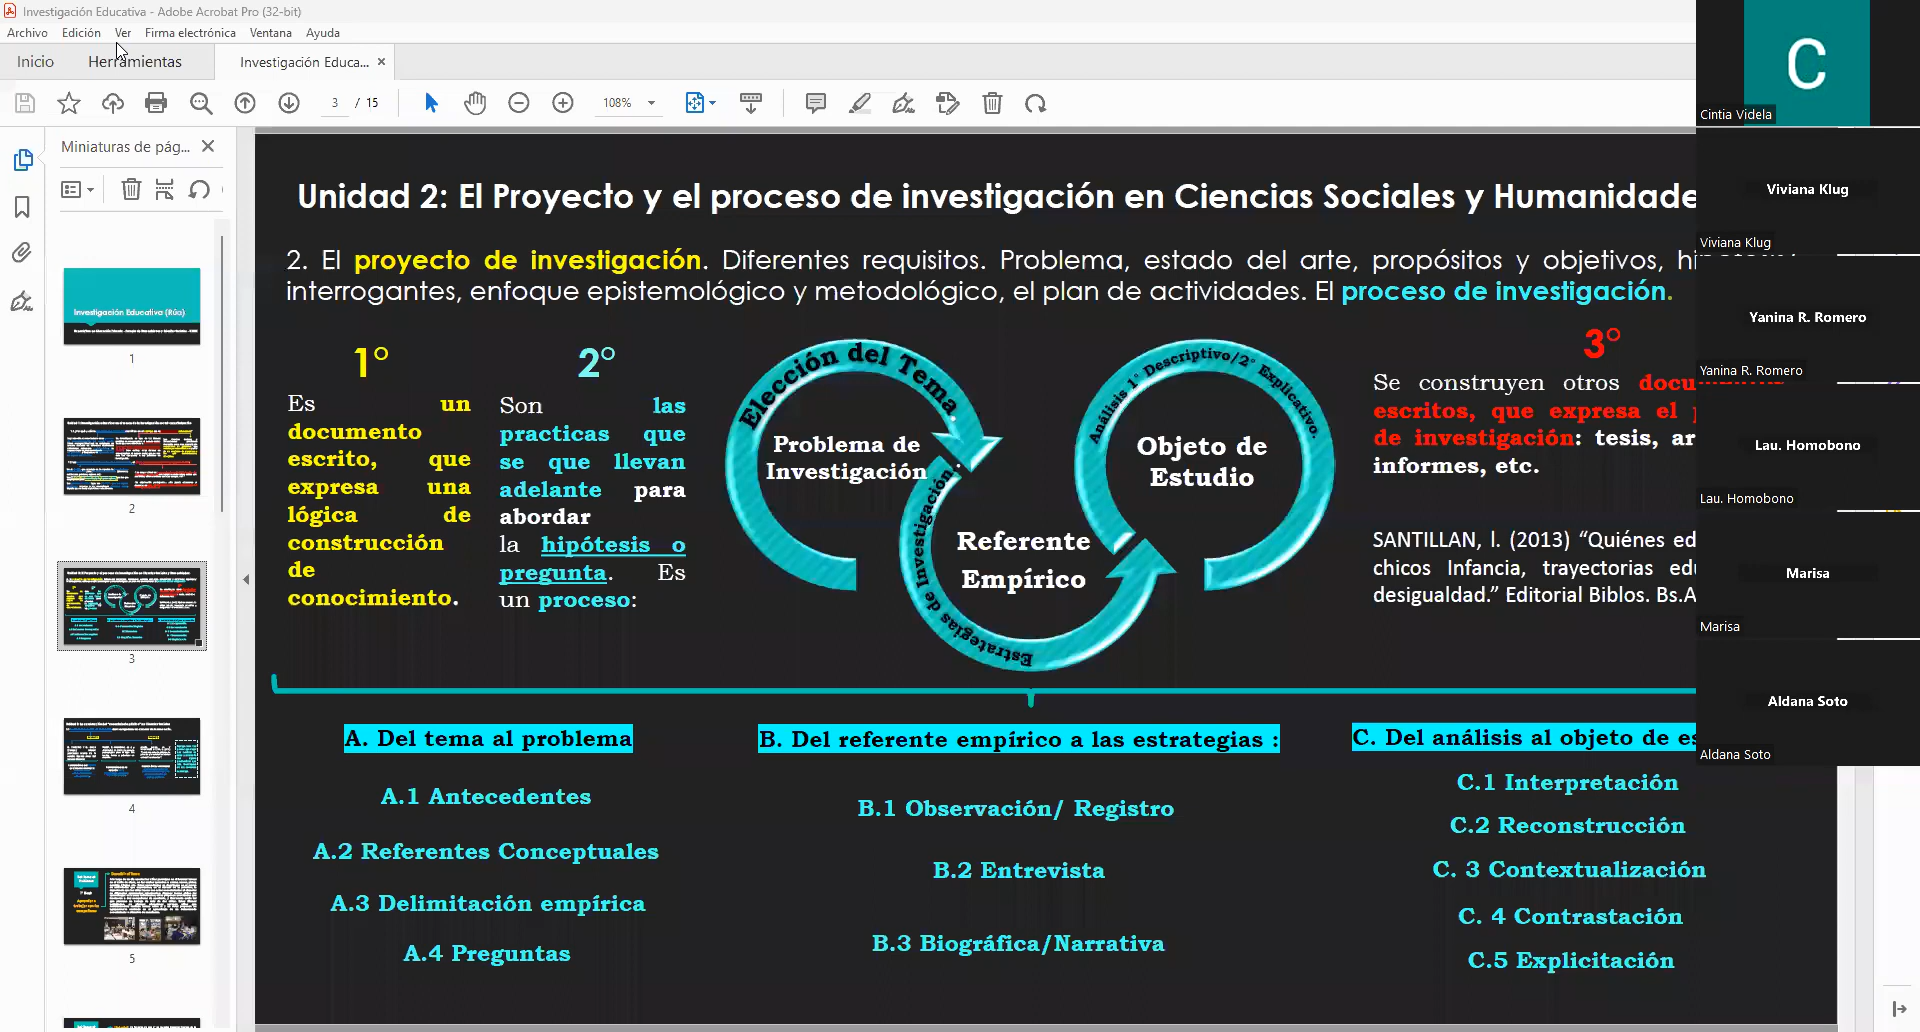 Investigación Educativa - Adobe Acrobat Pro (32-bit)
Archivo Edición Ver Firma electrónica Ventana Ayuda
Inicio Herramientas Investigación Educa... ×
3 / 15 108%
Miniaturas de pág... ×
Investigación Educativa (Rúa)
1
2
3
4
5
Unidad 2: El Proyecto y el proceso de investigación en Ciencias Sociales y Humanidade
2. El proyecto de investigación. Diferentes requisitos. Problema, estado del arte, propósitos y objetivos,
interrogantes, enfoque epistemológico y metodológico, el plan de actividades. El proceso de investigación.
1°
Es un
documento
escrito, que
expresa una
lógica de
construcción
de
conocimiento.
2°
Son las
practicas que
se que llevan
adelante para
abordar
la hipótesis o
pregunta. Es
un proceso:
Elección del Tema.
Problema de
Investigación
Estrategias de Investigación.
Referente
Empírico
Análisis 1° Descriptivo/2° Explicativo.
Objeto de
Estudio
3°
Se construyen otros docu
escritos, que expresa el p
de investigación: tesis, ar
informes, etc.
SANTILLAN, l. (2013) “Quiénes ed
chicos Infancia, trayectorias edu
desigualdad.” Editorial Biblos. Bs.A
A. Del tema al problema
A.1 Antecedentes
A.2 Referentes Conceptuales
A.3 Delimitación empírica
A.4 Preguntas
B. Del referente empírico a las estrategias :
B.1 Observación/ Registro
B.2 Entrevista
B.3 Biográfica/Narrativa
C. Del análisis al objeto de es
C.1 Interpretación
C.2 Reconstrucción
C. 3 Contextualización
C. 4 Contrastación
C.5 Explicitación
C
Cintia Videla
Viviana Klug
Viviana Klug
Yanina R. Romero
Yanina R. Romero
Lau. Homobono
Lau. Homobono
Marisa
Marisa
Aldana Soto
Aldana Soto